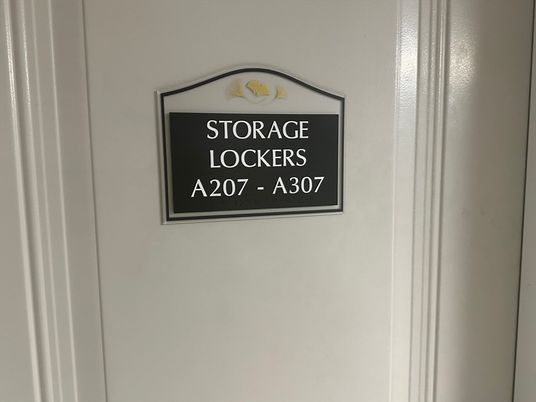 STORAGE
LOCKERS
A207 - A307